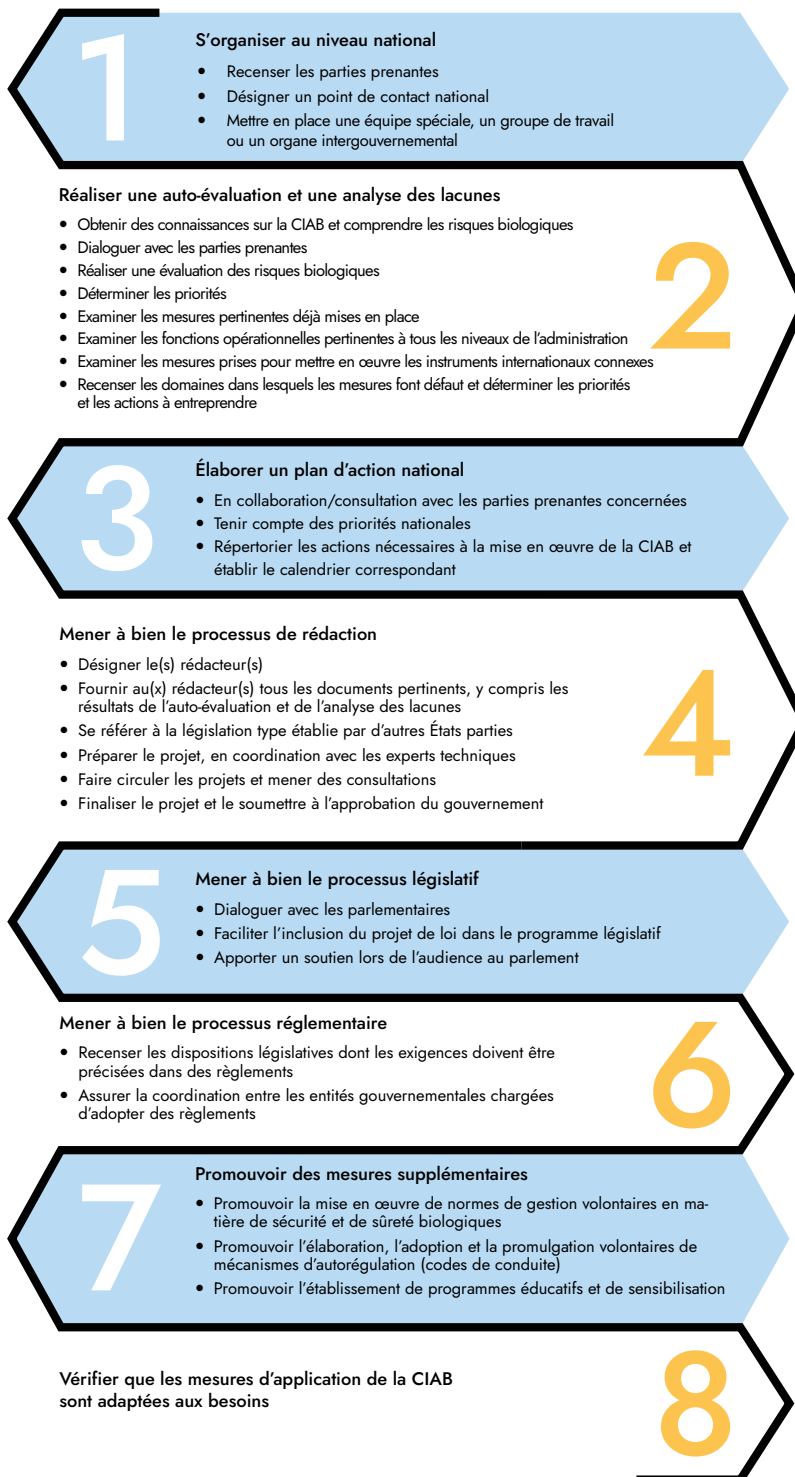 1
S’organiser au niveau national
• Recenser les parties prenantes
• Désigner un point de contact national
• Mettre en place une équipe spéciale, un groupe de travail
ou un organe intergouvernemental
Réaliser une auto-évaluation et une analyse des lacunes
• Obtenir des connaissances sur la CIAB et comprendre les risques biologiques
• Dialoguer avec les parties prenantes
• Réaliser une évaluation des risques biologiques
• Déterminer les priorités
• Examiner les mesures pertinentes déjà mises en place
• Examiner les fonctions opérationnelles pertinentes à tous les niveaux de l’administration
• Examiner les mesures prises pour mettre en œuvre les instruments internationaux connexes
• Recenser les domaines dans lesquels les mesures font défaut et déterminer les priorités
et les actions à entreprendre
2
3
Élaborer un plan d’action national
• En collaboration/consultation avec les parties prenantes concernées
• Tenir compte des priorités nationales
• Répertorier les actions nécessaires à la mise en œuvre de la CIAB et
établir le calendrier correspondant
Mener à bien le processus de rédaction
• Désigner le(s) rédacteur(s)
• Fournir au(x) rédacteur(s) tous les documents pertinents, y compris les
résultats de l’auto-évaluation et de l’analyse des lacunes
• Se référer à la législation type établie par d’autres États parties
• Préparer le projet, en coordination avec les experts techniques
• Faire circuler les projets et mener des consultations
• Finaliser le projet et le soumettre à l’approbation du gouvernement
4
5
Mener à bien le processus législatif
• Dialoguer avec les parlementaires
• Faciliter l’inclusion du projet de loi dans le programme législatif
• Apporter un soutien lors de l’audience au parlement
Mener à bien le processus réglementaire
• Recenser les dispositions législatives dont les exigences doivent être
précisées dans des règlements
• Assurer la coordination entre les entités gouvernementales chargées
d’adopter des règlements
6
7
Promouvoir des mesures supplémentaires
• Promouvoir la mise en œuvre de normes de gestion volontaires en ma-
tière de sécurité et de sûreté biologiques
• Promouvoir l’élaboration, l’adoption et la promulgation volontaires de
mécanismes d’autorégulation (codes de conduite)
• Promouvoir l’établissement de programmes éducatifs et de sensibilisation
Vérifier que les mesures d’application de la CIAB
sont adaptées aux besoins
8